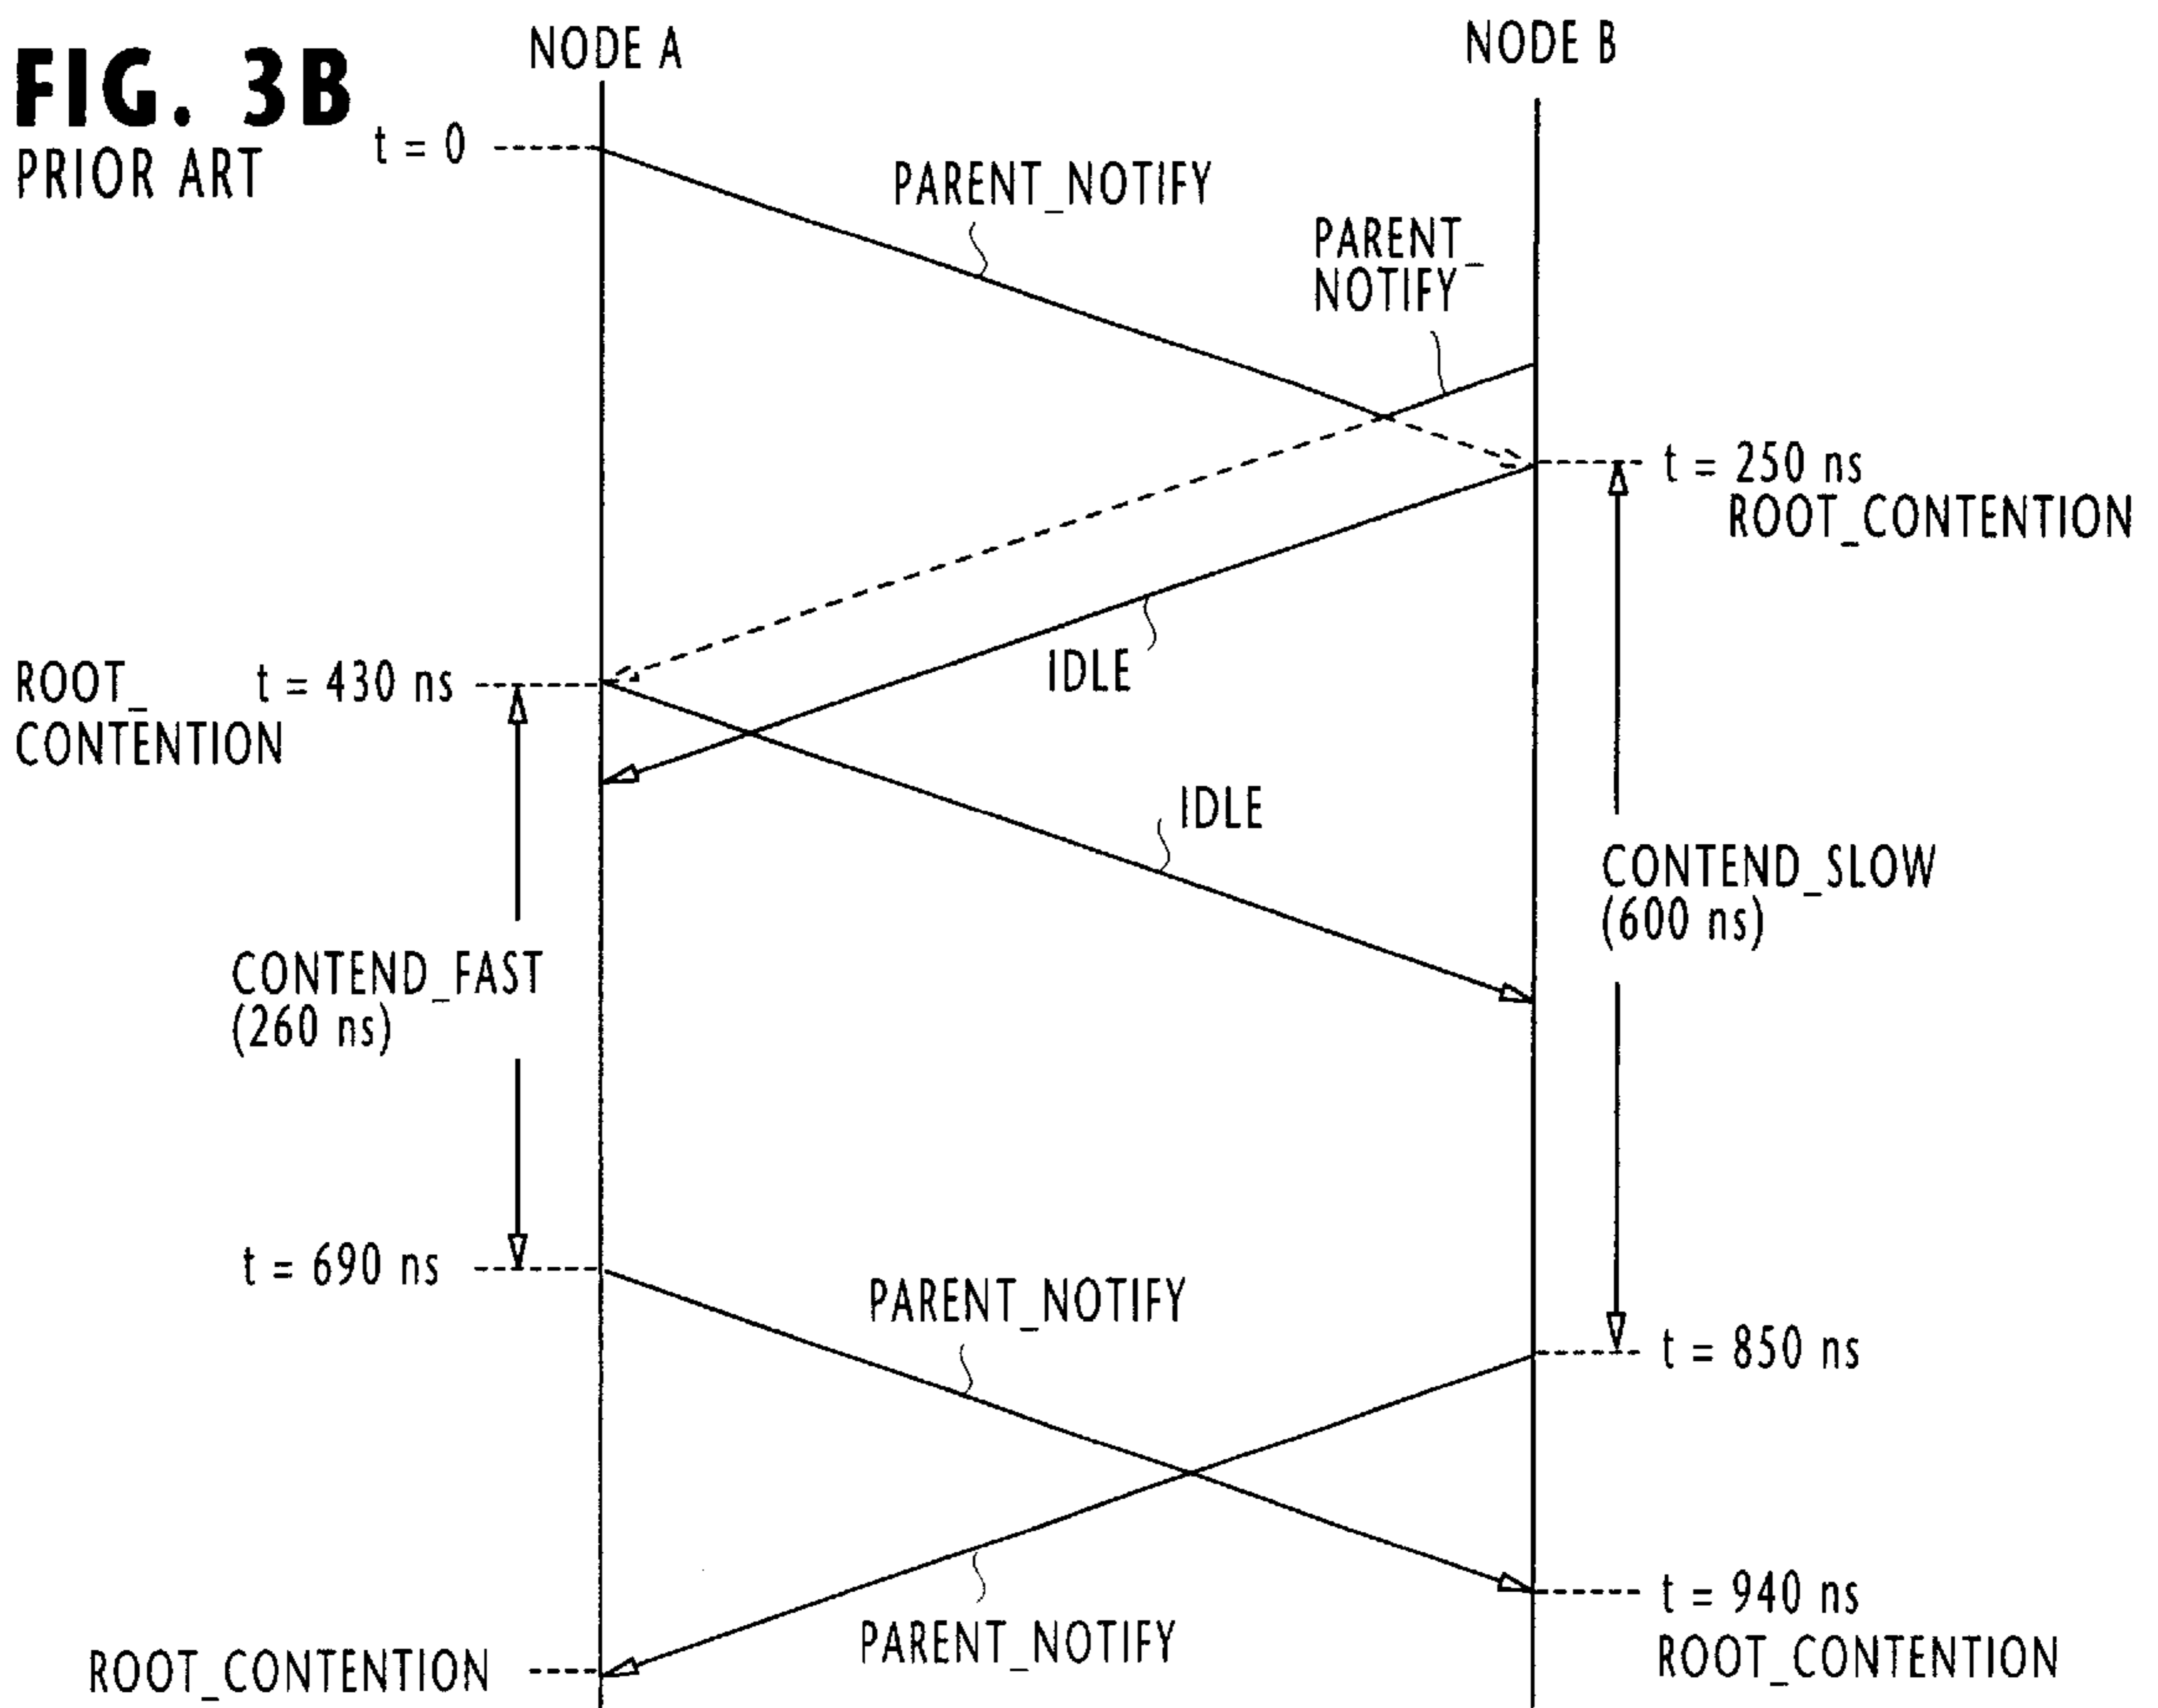 FIG. 3B
PRIOR ART
NODE A
NODE B
t = 0
PARENT_NOTIFY
PARENT_
NOTIFY
t = 250 ns
ROOT_CONTENTION
IDLE
ROOT_
CONTENTION
t = 430 ns
IDLE
CONTEND_SLOW
(600 ns)
CONTEND_FAST
(260 ns)
t = 690 ns
PARENT_NOTIFY
t = 850 ns
PARENT_NOTIFY
t = 940 ns
ROOT_CONTENTION
ROOT_CONTENTION